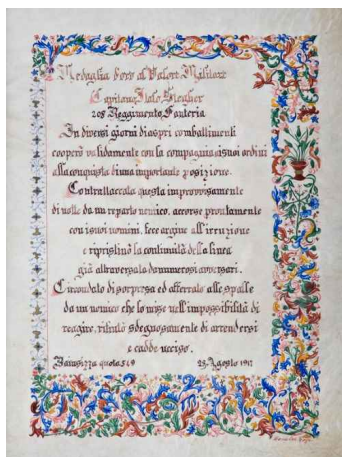 Medaglia d'oro al Valore Militare
Capitano Italo Stegher
208 Reggimento Fanteria
In diversi giorni di aspri combattimenti
cooperò validamente con la compagnia ai suoi ordini
alla conquista di una importante posizione.
Contrattaccata questa improvvisamente
di notte da un reparto nemico, accorse prontamente
con i suoi uomini, fece argine all'irruzione
e ripristinò la continuità della linea
già attraversata da numerosi avversari.
Circondato di sorpresa ed afferrato alle spalle
da un nemico che lo mise nell'impossibilità di
reagire, rifiutò sdegnosamente di arrendersi
e cadde ucciso.
Bainsizza quota 549 25 Agosto 1917